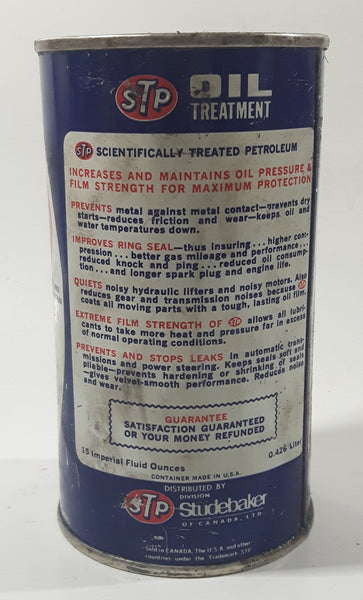 STP OIL
TREATMENT
STP SCIENTIFICALLY TREATED PETROLEUM
INCREASES AND MAINTAINS OIL PRESSURE &
FILM STRENGTH FOR MAXIMUM PROTECTION
PREVENTS metal against metal contact—prevents dry
starts—reduces friction and wear—keeps oil and
water temperatures down.
IMPROVES RING SEAL—thus insuring...higher com-
pression...better gas mileage and performance...
reduced knock and ping...reduced oil consump-
tion...and longer spark plug and engine life.
QUIETS noisy hydraulic lifters and noisy motors. Also
reduces gear and transmission noises because STP
coats all moving parts with a tough, lasting oil film.
EXTREME FILM STRENGTH OF STP allows all lubri-
cants to take more heat and pressure far in excess
of normal operating conditions.
PREVENTS AND STOPS LEAKS in automatic trans-
missions and power steering. Keeps seals soft and
pliable—prevents hardening or shrinking of seals
—gives velvet-smooth performance. Reduces noise
and wear.
GUARANTEE
SATISFACTION GUARANTEED
OR YOUR MONEY REFUNDED
15 Imperial Fluid Ounces 0.426 Liter
CONTAINER MADE IN U.S.A.
DISTRIBUTED BY
STP DIVISION
Studebaker
OF CANADA, LTD.
Sold in CANADA, The U.S.A. and other
countries under the Trademark STP